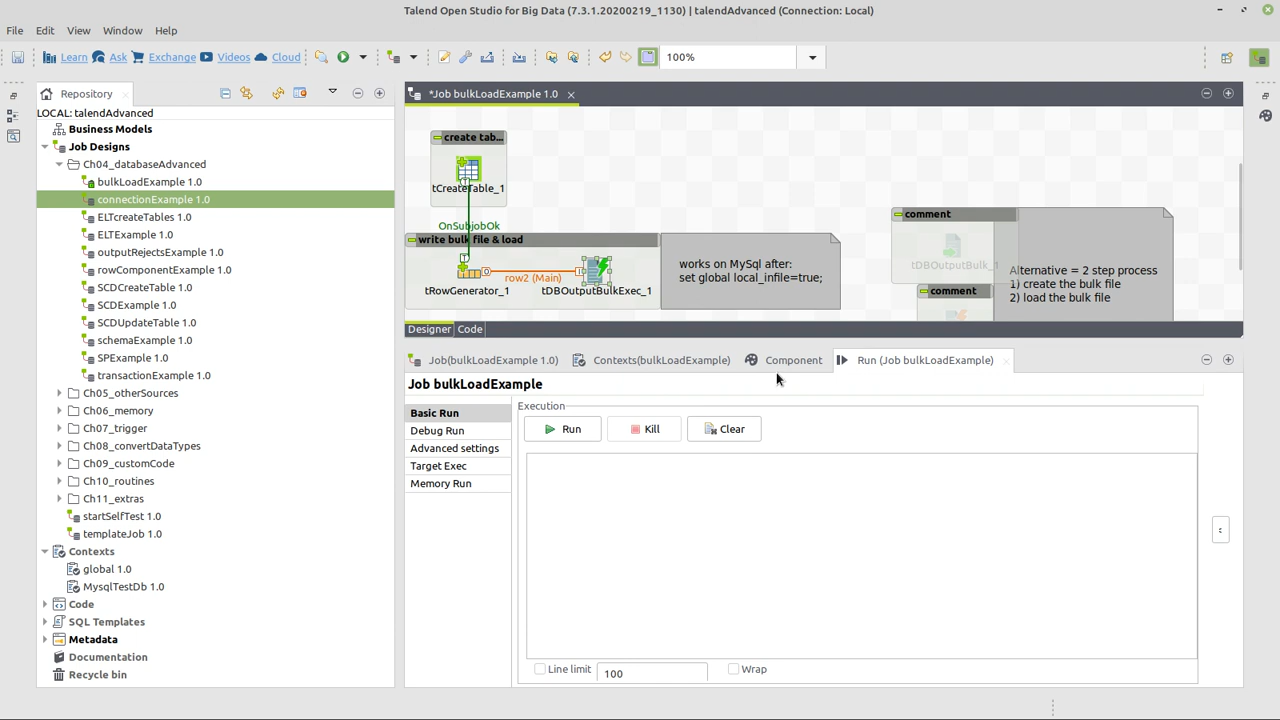 Talend Open Studio for Big Data (7.3.1.20200219_1130) | talendAdvanced (Connection: Local)
File Edit View Window Help
Learn Ask Exchange Videos Cloud 100%
Repository
LOCAL: talendAdvanced
Business Models
Job Designs
Ch04_databaseAdvanced
bulkLoadExample 1.0
connectionExample 1.0
ELTcreateTables 1.0
ELTExample 1.0
outputRejectsExample 1.0
rowComponentExample 1.0
SCDCreateTable 1.0
SCDExample 1.0
SCDUpdateTable 1.0
schemaExample 1.0
SPExample 1.0
transactionExample 1.0
Ch05_otherSources
Ch06_memory
Ch07_trigger
Ch08_convertDataTypes
Ch09_customCode
Ch10_routines
Ch11_extras
startSelfTest 1.0
templateJob 1.0
Contexts
global 1.0
MysqlTestDb 1.0
Code
SQL Templates
Metadata
Documentation
Recycle bin
*Job bulkLoadExample 1.0
create tab...
tCreateTable_1
OnSubjobOk
write bulk file & load
row2 (Main)
tRowGenerator_1
tDBOutputBulkExec_1
works on MySql after:
set global local_infile=true;
comment
tDBOutputBulk_1
comment
Alternative = 2 step process
1) create the bulk file
2) load the bulk file
Designer Code
Job(bulkLoadExample 1.0) Contexts(bulkLoadExample) Component Run (Job bulkLoadExample)
Job bulkLoadExample
Basic Run
Debug Run
Advanced settings
Target Exec
Memory Run
Execution
Run Kill Clear
Line limit 100 Wrap